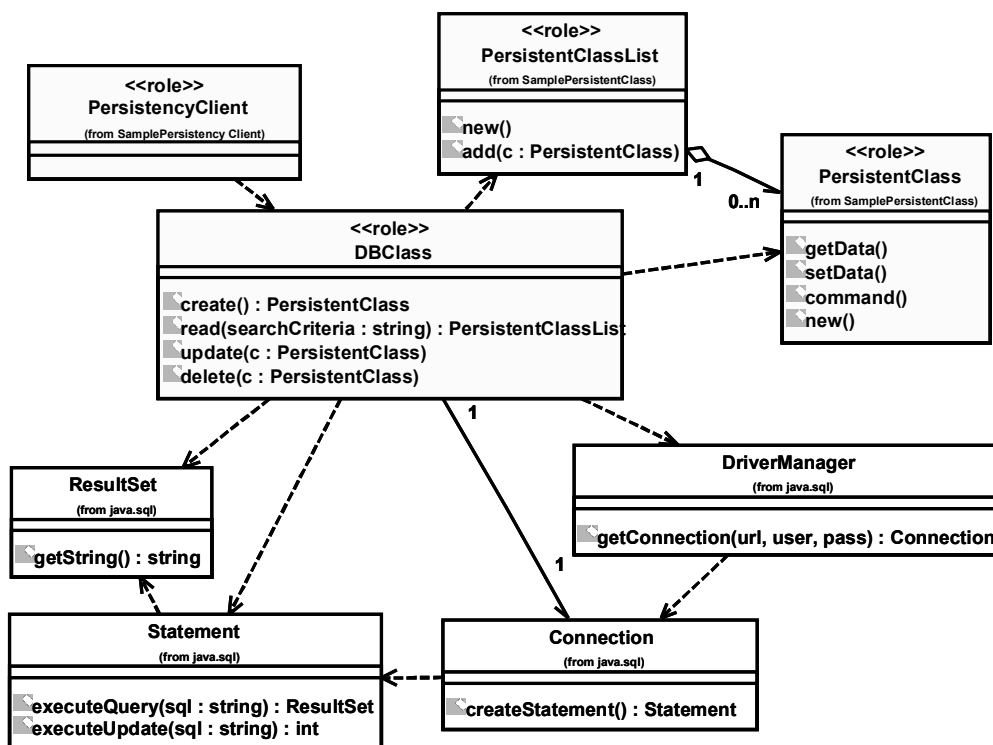 <<role>>
PersistentClassList
(from SamplePersistentClass)
new()
add(c : PersistentClass)
<<role>>
PersistencyClient
(from SamplePersistency Client)
1
0..n
<<role>>
PersistentClass
(from SamplePersistentClass)
getData()
setData()
command()
new()
<<role>>
DBClass
create() : PersistentClass
read(searchCriteria : string) : PersistentClassList
update(c : PersistentClass)
delete(c : PersistentClass)
1
1
ResultSet
(from java.sql)
getString() : string
DriverManager
(from java.sql)
getConnection(url, user, pass) : Connection
Statement
(from java.sql)
executeQuery(sql : string) : ResultSet
executeUpdate(sql : string) : int
Connection
(from java.sql)
createStatement() : Statement